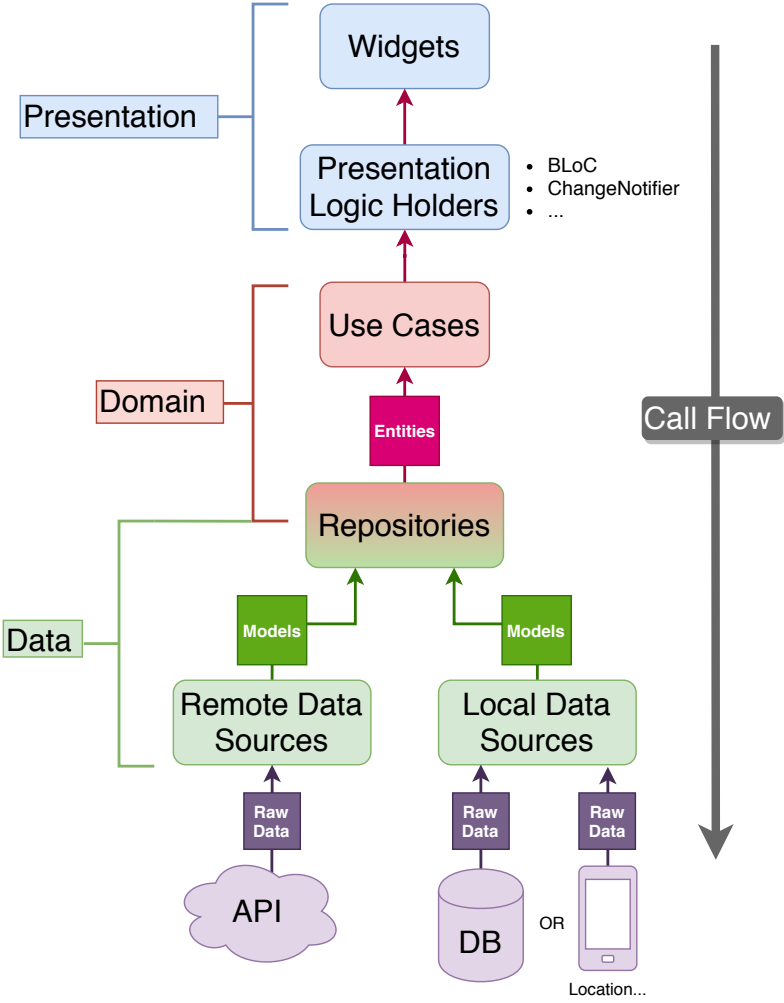 Widgets
Presentation
Presentation
Logic Holders
• BLoC
• ChangeNotifier
• ...
Use Cases
Domain
Call Flow
Entities
Repositories
Data
Models
Models
Remote Data
Sources
Local Data
Sources
Raw
Data
Raw
Data
Raw
Data
API
DB
OR
Location...